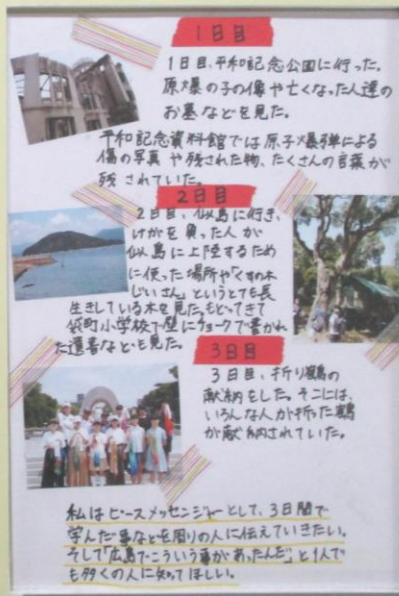 1日目
1日目、平和記念公園に行った。
原爆の子の像や亡くなった人達の
お墓などを見た。
平和記念資料館では原子爆弾による
傷の写真や残された物、たくさんの言葉が
残されていた。
2日目
2日目、似島に行き、
けがを負った人が
似島に上陸するため
に使った場所や「くすの木
じいさん」というとても長
生きしている木を見た。もどってきて
袋町小学校で壁にチョークで書かれ
た遺書なども見た。
3日目
3日目、折り鶴の
献納をした。そこには、
いろんな人が折った鶴
が献納されていた。
私はピースメッセンジャーとして、3日間で
学んだ事などを周りの人に伝えていきたい。
そして「広島でこういう事があったんだ」と1人で
も多くの人に知ってほしい。